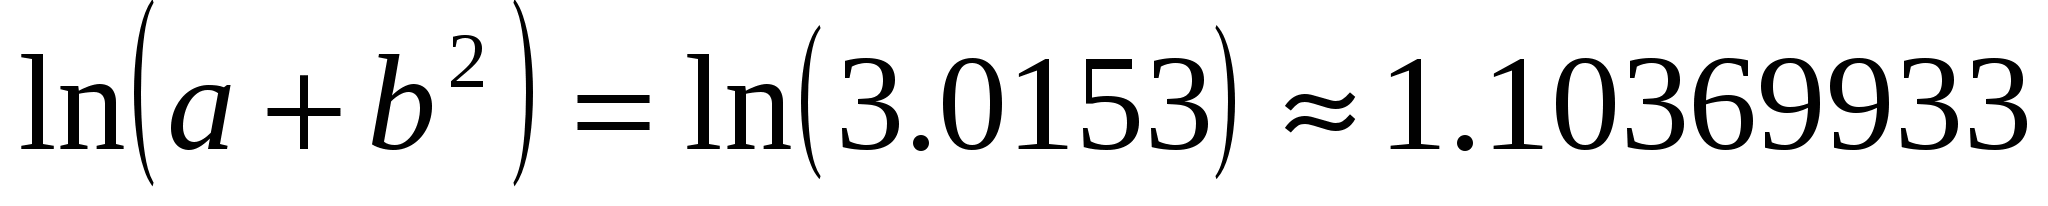 ln(a + b²) = ln(3.0153) ≈ 1.10369933